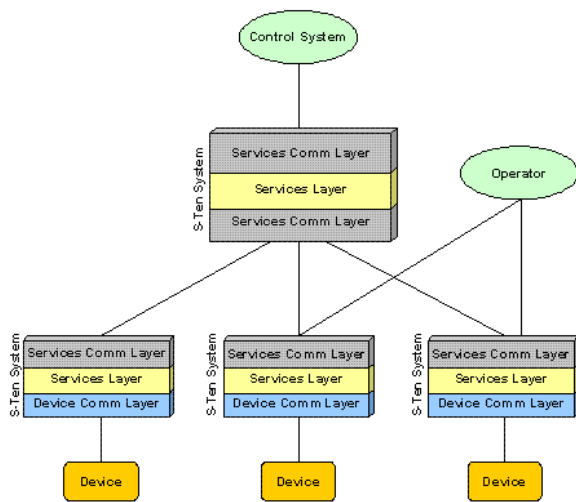 Control System
S-Ten System
Services Comm Layer
Services Layer
Services Comm Layer
Operator
S-Ten System
Services Comm Layer
Services Layer
Device Comm Layer
S-Ten System
Services Comm Layer
Services Layer
Device Comm Layer
S-Ten System
Services Comm Layer
Services Layer
Device Comm Layer
Device
Device
Device